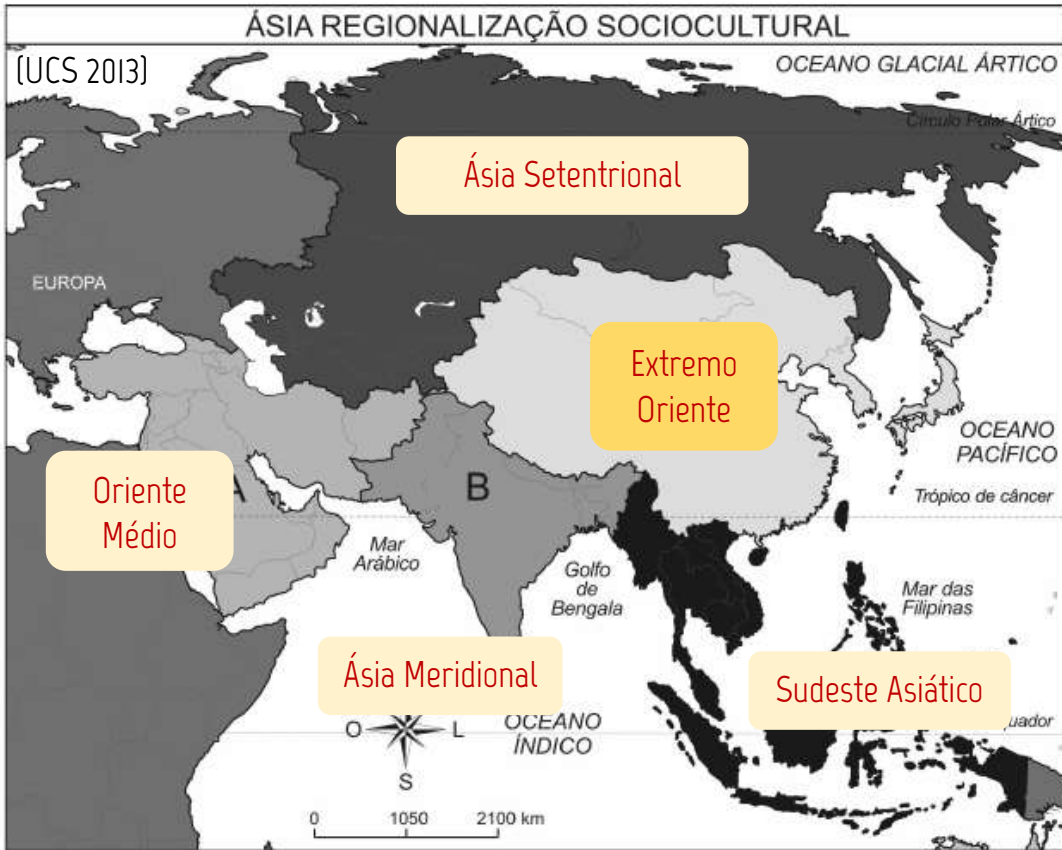 ÁSIA REGIONALIZAÇÃO SOCIOCULTURAL
(UCS 2013)
OCEANO GLACIAL ÁRTICO
Círculo Polar Ártico
Ásia Setentrional
EUROPA
Extremo
Oriente
OCEANO
PACÍFICO
Oriente
Médio
A
B
Trópico de câncer
Mar
Arábico
Golfo
de
Bengala
Mar das
Filipinas
Ásia Meridional
Sudeste Asiático
O
L
S
OCEANO
ÍNDICO
0 1050 2100 km